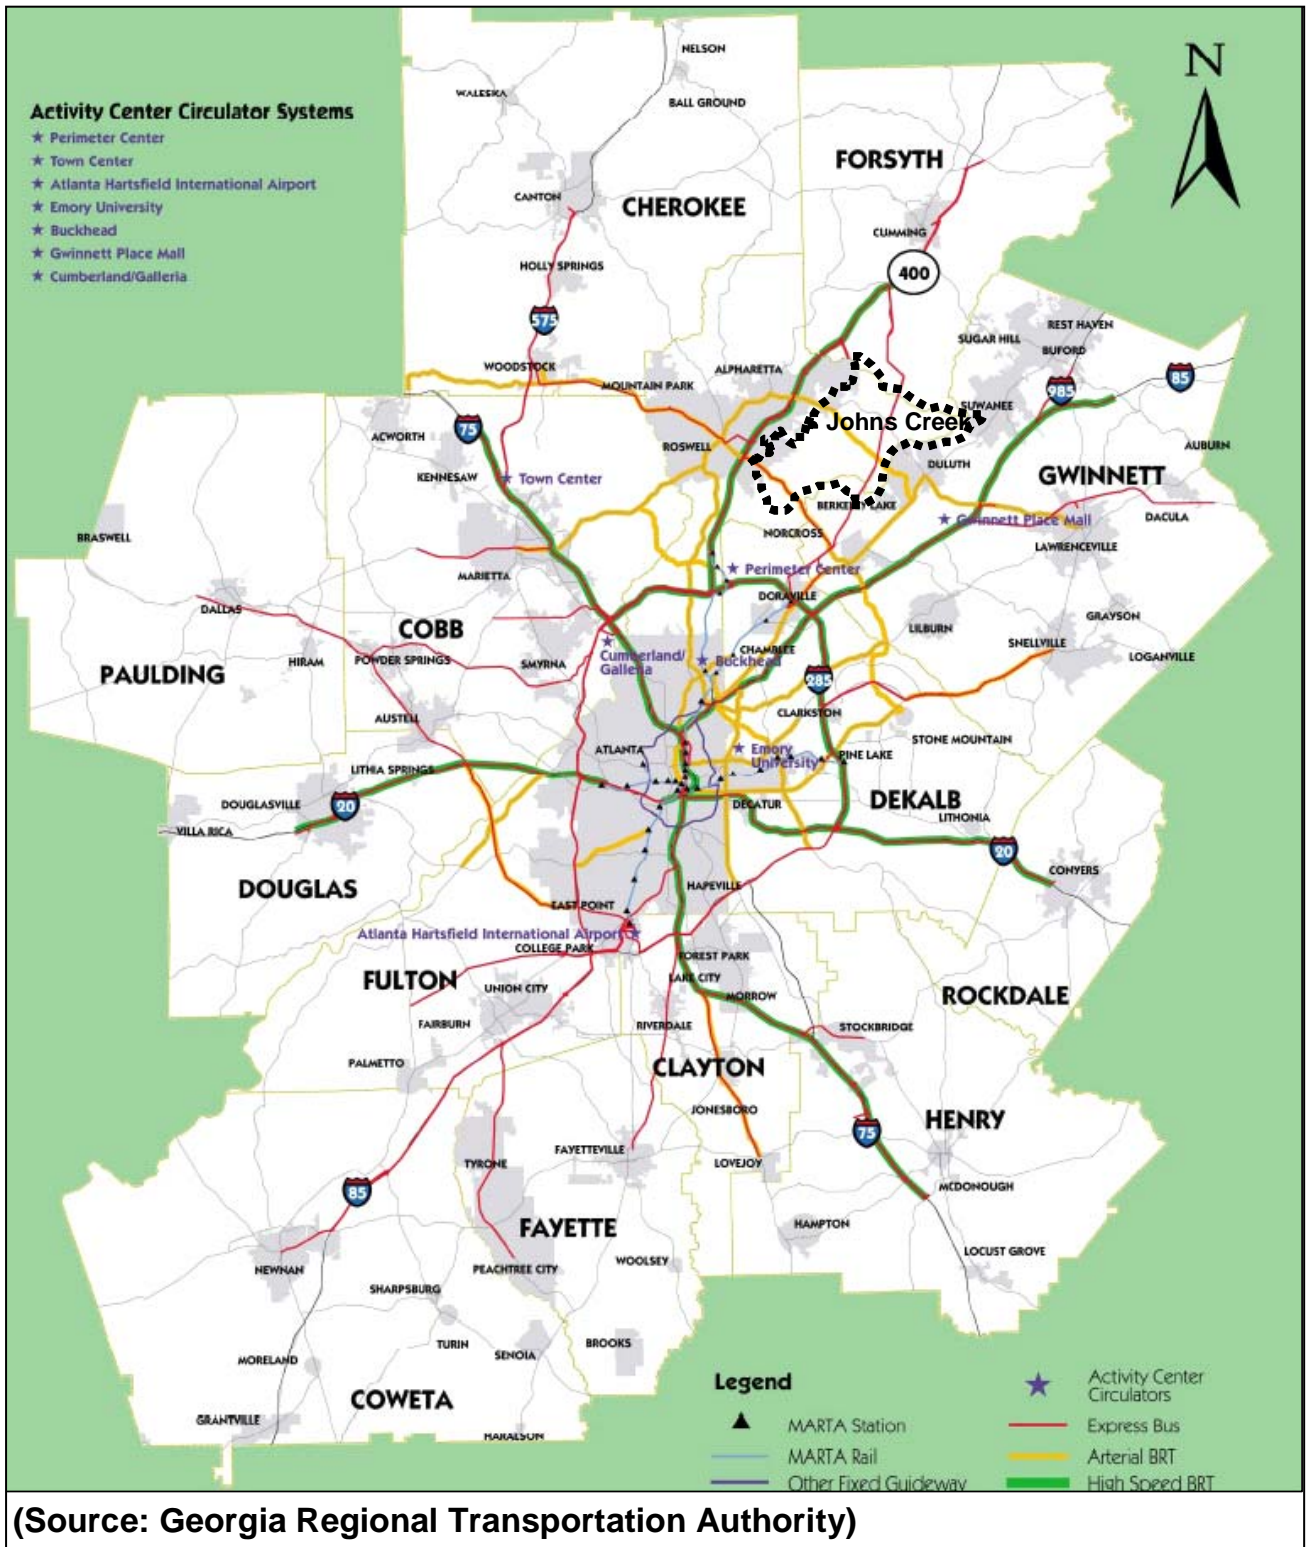 NELSON
WALESKA
BALL GROUND
N
Activity Center Circulator Systems
★ Perimeter Center
★ Town Center
★ Atlanta Hartsfield International Airport
★ Emory University
★ Buckhead
★ Gwinnett Place Mall
★ Cumberland/Galleria
FORSYTH
CANTON
CHEROKEE
CUMMING
HOLLY SPRINGS
400
575
REST HAVEN
SUGAR HILL
BUFORD
WOODSTOCK
ALPHARETTA
MOUNTAIN PARK
985
85
SUWANEE
Johns Creek
75
ACWORTH
ROSWELL
AUBURN
KENNESAW
Town Center
DULUTH
GWINNETT
BERKELEY LAKE
DACULA
Gwinnett Place Mall
NORCROSS
BRASWELL
LAWRENCEVILLE
MARIETTA
Perimeter Center
DORAVILLE
DALLAS
GRAYSON
COBB
LILBURN
SNELLVILLE
CHAMBLEE
LOGANVILLE
HIRAM
POWDER SPRINGS
SMYRNA
Cumberland/
Galleria
Buckhead
PAULDING
285
AUSTELL
CLARKSTON
STONE MOUNTAIN
ATLANTA
Emory
University
PINE LAKE
LITHIA SPRINGS
DOUGLASVILLE
20
DECATUR
DEKALB
LITHONIA
VILLA RICA
20
CONYERS
DOUGLAS
HAPEVILLE
EAST POINT
Atlanta Hartsfield International Airport
COLLEGE PARK
FOREST PARK
FULTON
LAKE CITY
UNION CITY
MORROW
ROCKDALE
FAIRBURN
RIVERDALE
STOCKBRIDGE
PALMETTO
CLAYTON
JONESBORO
HENRY
75
FAYETTEVILLE
TYRONE
LOVEJOY
85
MCDONOUGH
FAYETTE
HAMPTON
LOCUST GROVE
NEWNAN
PEACHTREE CITY
WOOLSEY
SHARPSBURG
TURIN
SENOIA
BROOKS
MORELAND
COWETA
GRANTVILLE
HARALSON
Legend
MARTA Station
MARTA Rail
Other Fixed Guideway
Activity Center
Circulators
Express Bus
Arterial BRT
High Speed BRT
(Source: Georgia Regional Transportation Authority)